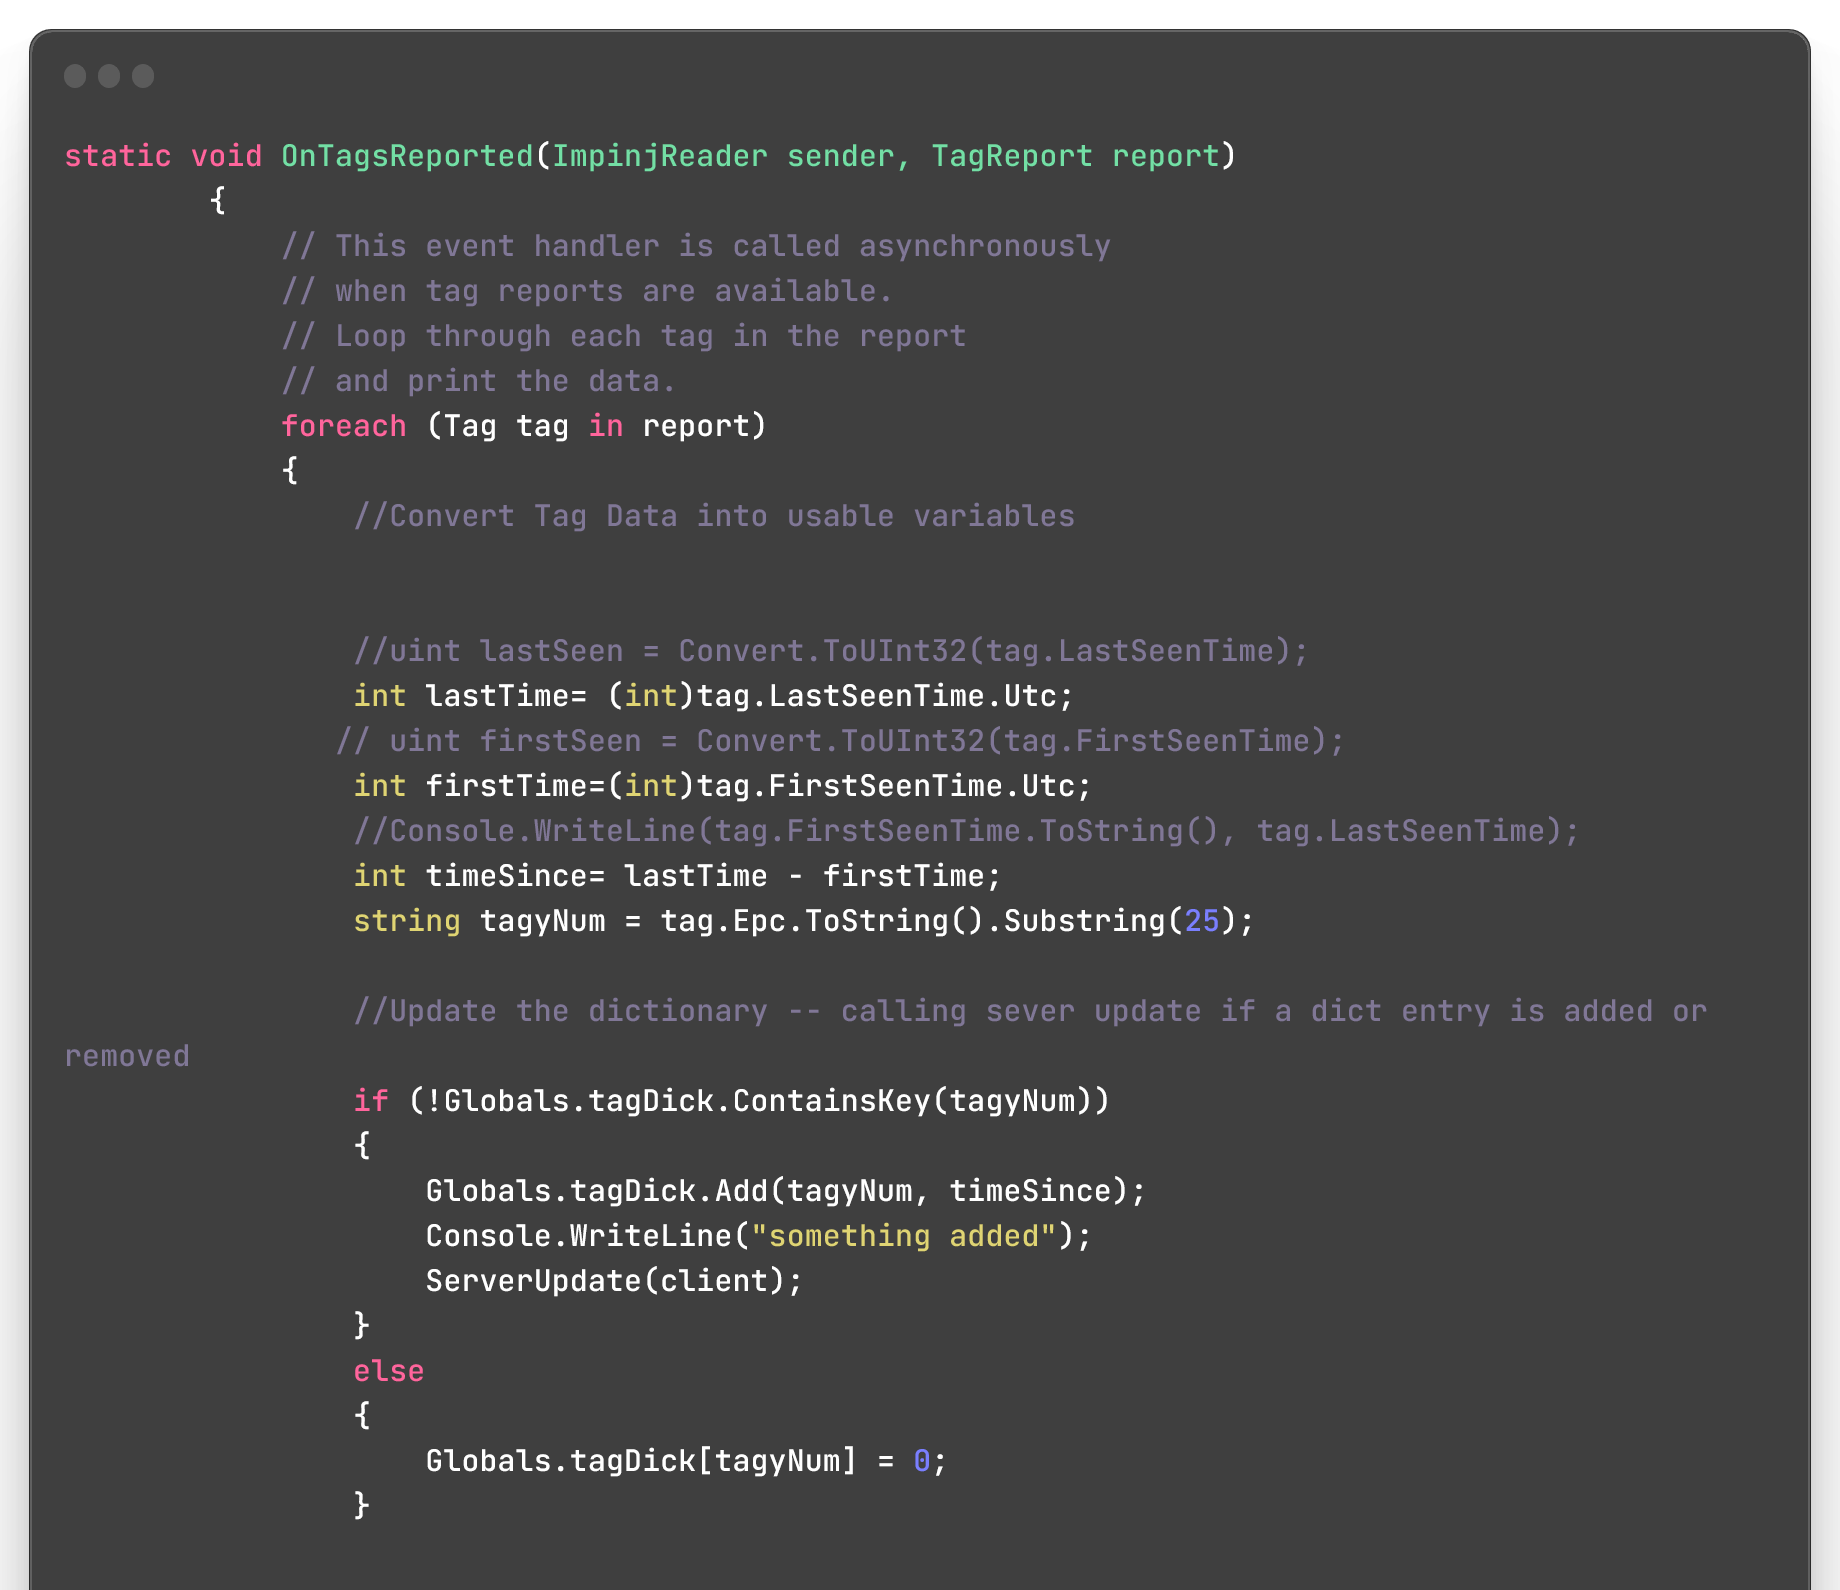 static void OnTagsReported(ImpinjReader sender, TagReport report)
        {
            // This event handler is called asynchronously
            // when tag reports are available.
            // Loop through each tag in the report
            // and print the data.
            foreach (Tag tag in report)
            {
                //Convert Tag Data into usable variables


                //uint lastSeen = Convert.ToUInt32(tag.LastSeenTime);
                int lastTime= (int)tag.LastSeenTime.Utc;
               // uint firstSeen = Convert.ToUInt32(tag.FirstSeenTime);
                int firstTime=(int)tag.FirstSeenTime.Utc;
                //Console.WriteLine(tag.FirstSeenTime.ToString(), tag.LastSeenTime);
                int timeSince= lastTime - firstTime;
                string tagyNum = tag.Epc.ToString().Substring(25);

                //Update the dictionary -- calling sever update if a dict entry is added or
removed
                if (!Globals.tagDick.ContainsKey(tagyNum))
                {
                    Globals.tagDick.Add(tagyNum, timeSince);
                    Console.WriteLine("something added");
                    ServerUpdate(client);
                }
                else
                {
                    Globals.tagDick[tagyNum] = 0;
                }